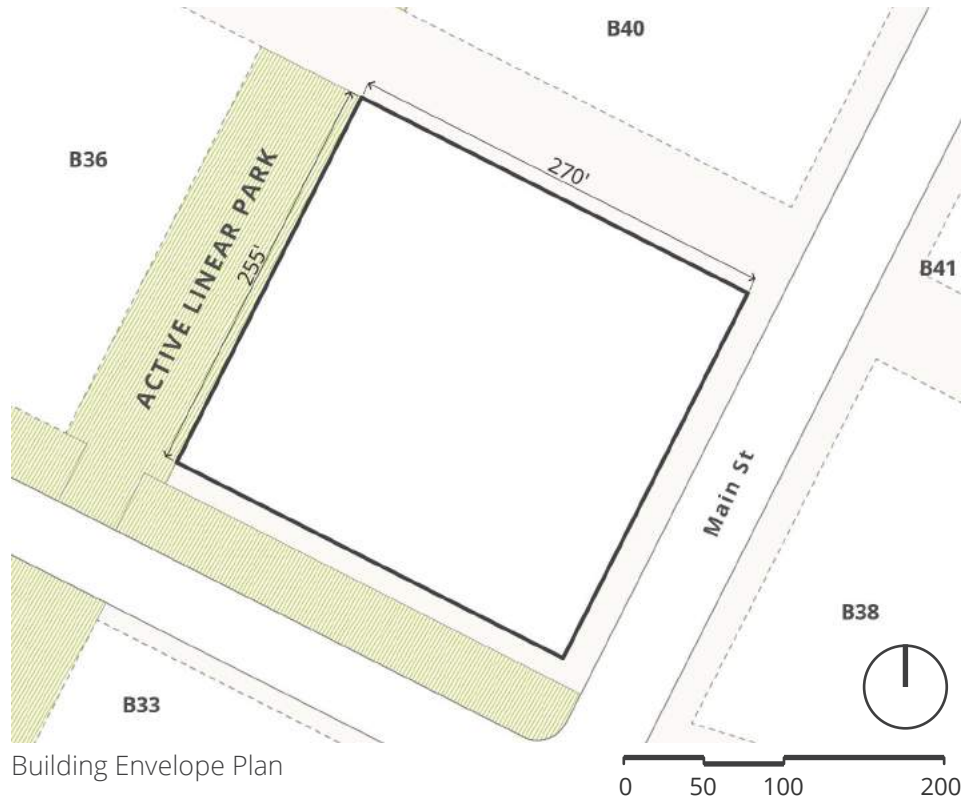 B40
B36
270'
ACTIVE LINEAR PARK
255'
B41
Main St
B38
B33
Building Envelope Plan
0 50 100 200